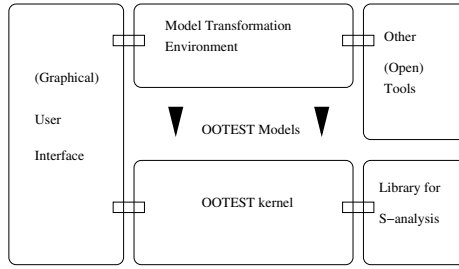 (Graphical)
User
Interface
Model Transformation
Environment
Other
(Open)
Tools
OOTEST Models
OOTEST kernel
Library for
S−analysis